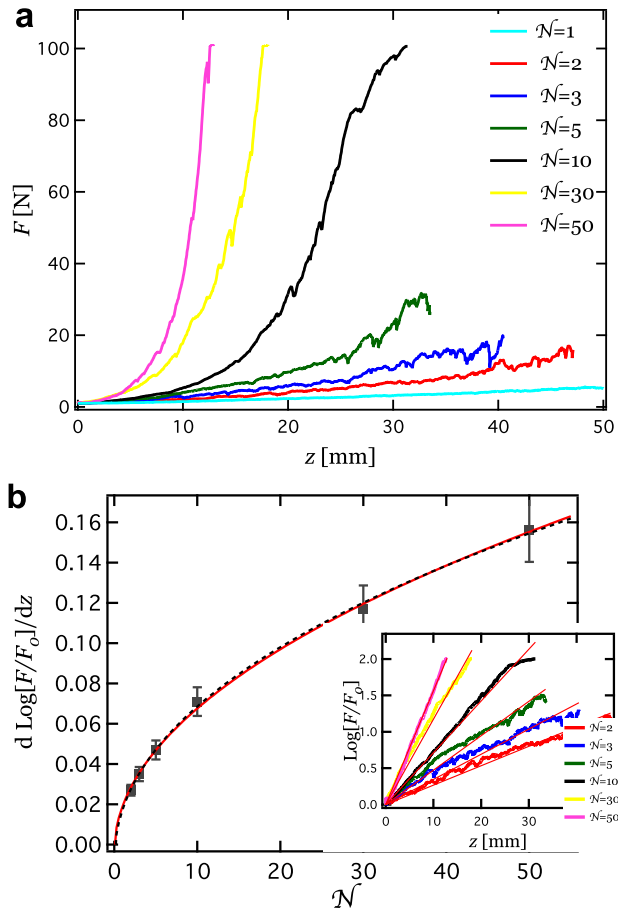 a
100
80
60
40
20
0
F [N]
𝒩=1
𝒩=2
𝒩=3
𝒩=5
𝒩=10
𝒩=30
𝒩=50
0 10 20 30 40 50
z [mm]
b
0.16
0.14
0.12
0.10
0.08
0.06
0.04
0.02
0.00
d Log[F/Fo]/dz
0 10 20 30 40 50
𝒩
2.0
1.5
1.0
0.5
0.0
Log[F/Fo]
𝒩=2
𝒩=3
𝒩=5
𝒩=10
𝒩=30
𝒩=50
0 10 20 30
z [mm]